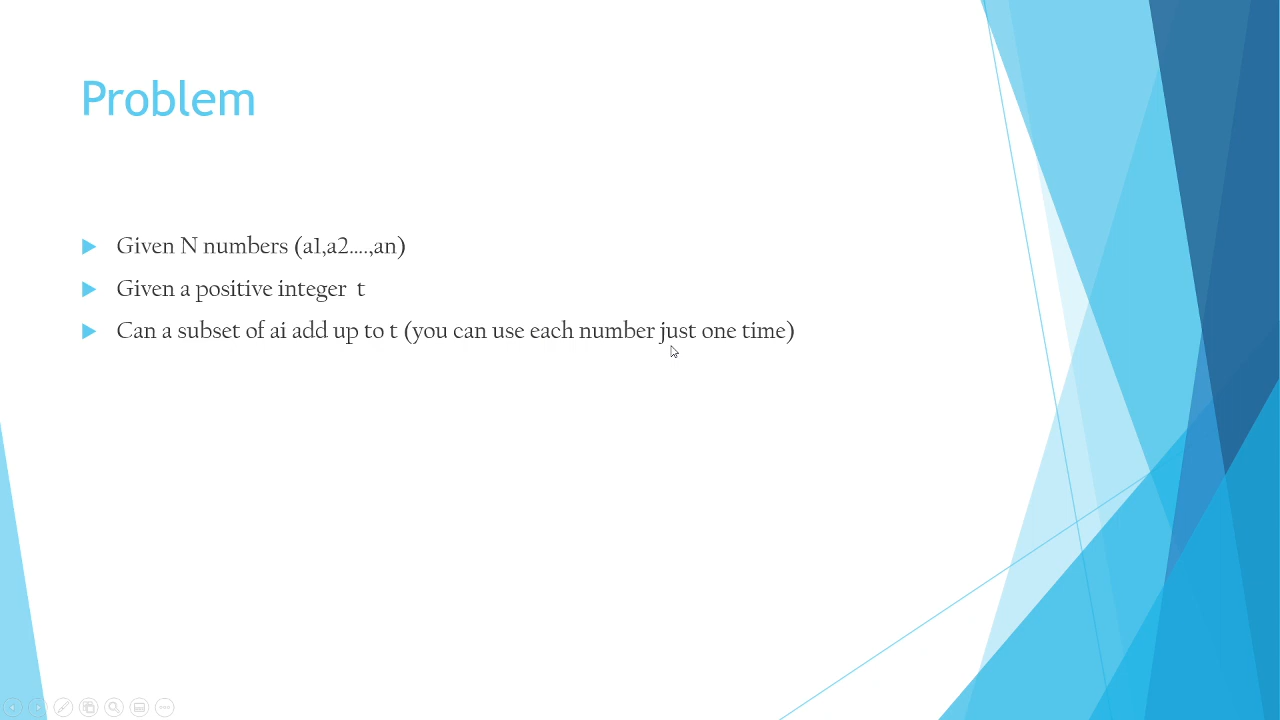 Problem
Given N numbers (a1,a2....,an)
Given a positive integer  t
Can a subset of ai add up to t (you can use each number just one time)